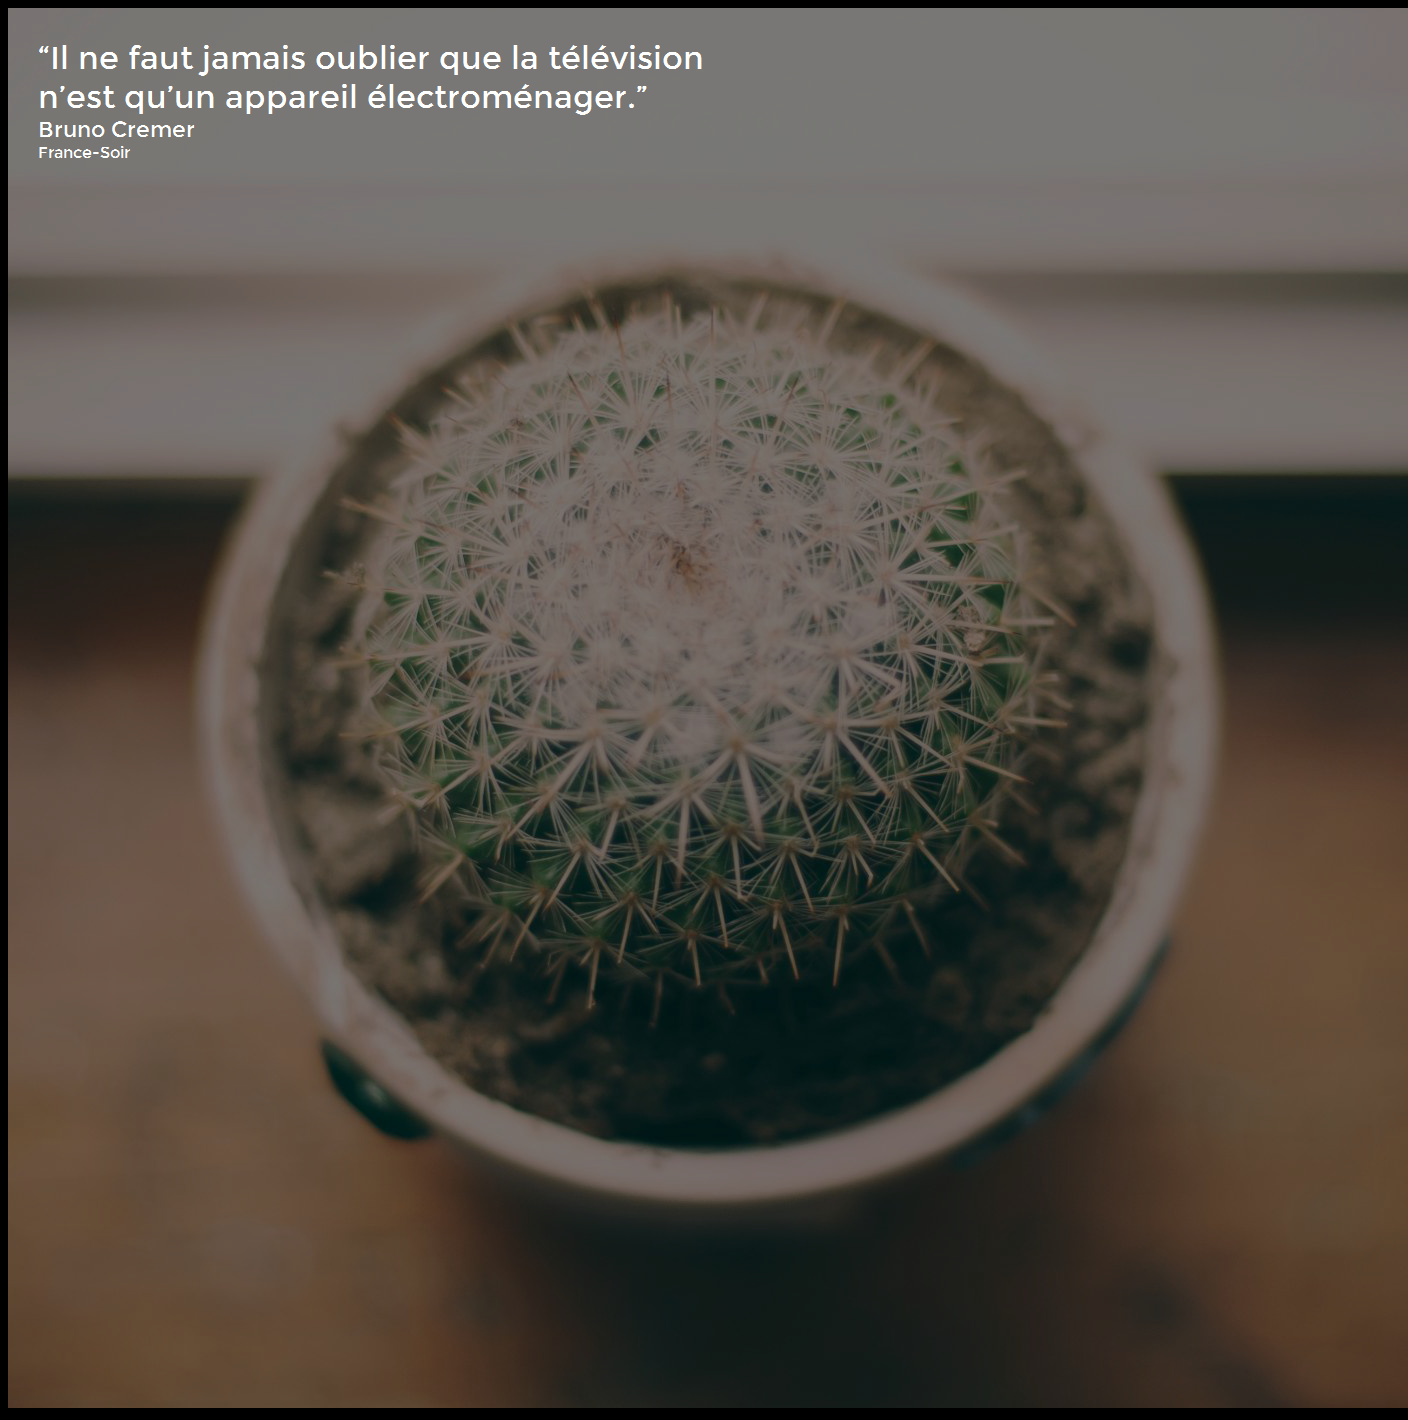 “Il ne faut jamais oublier que la télévision
n’est qu’un appareil électroménager.”
Bruno Cremer
France-Soir